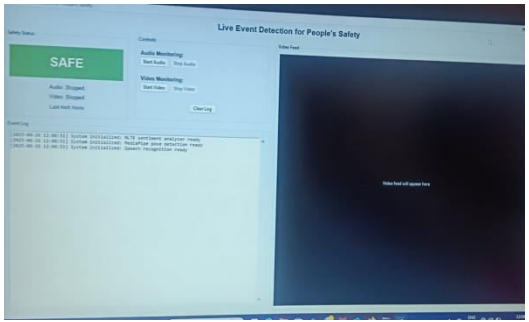 Live Event Detection for People's Safety
Safety Status
SAFE
Audio: Stopped
Video: Stopped
Last Alert: None
Controls
Audio Monitoring:
Start Audio Stop Audio
Video Monitoring:
Start Video Stop Video
Clear Log
Video Feed
Video feed will appear here
Event Log
System Initialized: NLTK sentiment analyzer ready
System Initialized: MediaPipe pose detection ready
System Initialized: Speech recognition ready